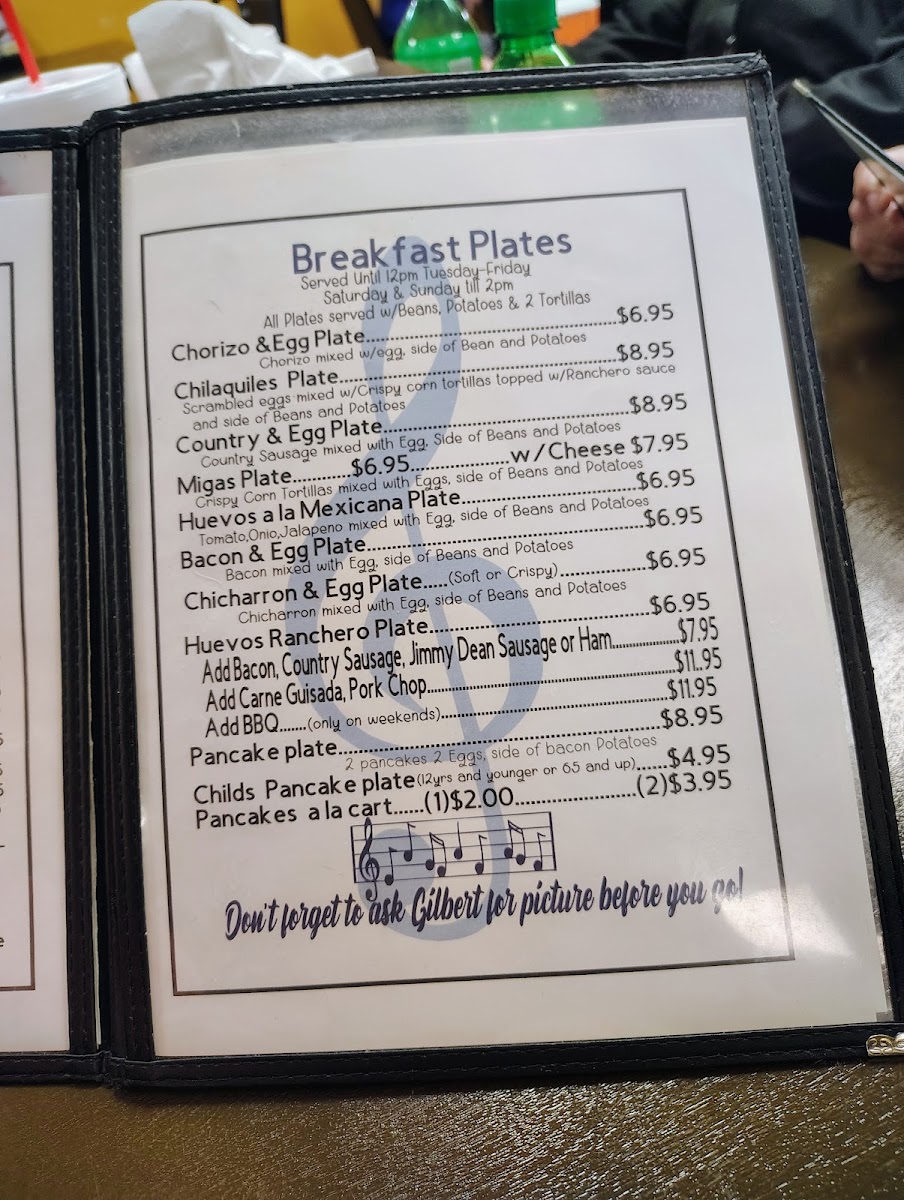 Breakfast Plates
Served Until 12pm Tuesday-Friday
Saturday & Sunday till 2pm
All Plates served w/Beans, Potatoes & 2 Tortillas
Chorizo &Egg Plate...............$6.95
Chorizo mixed w/egg, side of Bean and Potatoes
Chilaquiles Plate...............$8.95
Scrambled eggs mixed w/Crispy corn tortillas topped w/Ranchero sauce
and side of Beans and Potatoes
Country & Egg Plate...............$8.95
Country Sausage mixed with Egg, Side of Beans and Potatoes
Migas Plate..........$6.95...............w/Cheese $7.95
Crispy Corn Tortillas mixed with Eggs, side of Beans and Potatoes
Huevos a la Mexicana Plate...............$6.95
Tomato,Onio,Jalapeno mixed with Egg, side of Beans and Potatoes
Bacon & Egg Plate...............$6.95
Bacon mixed with Egg, side of Beans and Potatoes
Chicharron & Egg Plate.....(Soft or Crispy)...............$6.95
Chicharron mixed with Egg, side of Beans and Potatoes
Huevos Ranchero Plate...............$6.95
Add Bacon, Country Sausage, Jimmy Dean Sausage or Ham...............$7.95
Add Carne Guisada, Pork Chop...............$11.95
Add BBQ......(only on weekends)...............$11.95
Pancake plate...............$8.95
2 pancakes 2 Eggs, side of bacon Potatoes
Childs Pancake plate(12yrs and younger or 65 and up)......$4.95
Pancakes a la cart......(1)$2.00...............(2)$3.95
Don't forget to ask Gilbert for picture before you go!